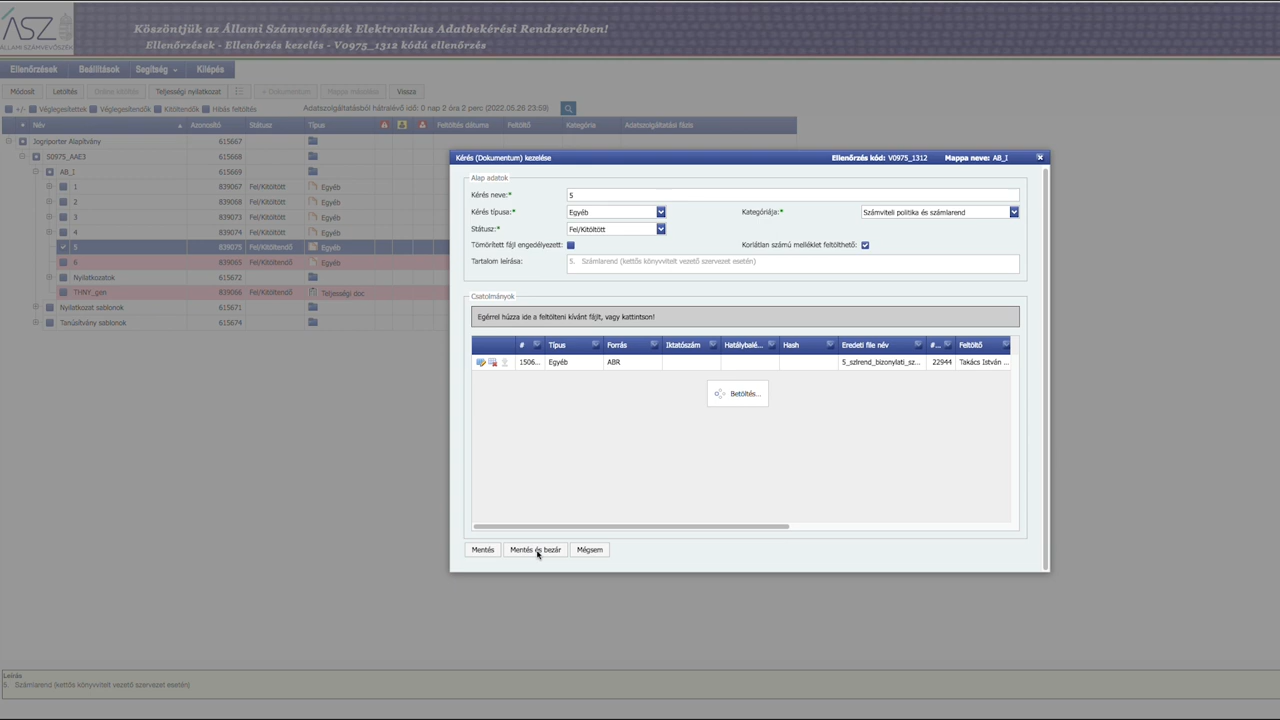 ÁSZ
ÁLLAMI SZÁMVEVŐSZÉK
Köszöntjük az Állami Számvevőszék Elektronikus Adatbekérési Rendszerében!
Ellenőrzések - Ellenőrzés kezelés - V0975_1312 kódú ellenőrzés
Ellenőrzések Beállítások Segítség Kilépés
Módosít Letöltés Online kitöltés Teljességi nyilatkozat + Dokumentum Mappa másolása Vissza
+/- Véglegesítettek Véglegesítendők Kitöltendők Hibás feltöltés Adatszolgáltatásból hátralévő idő: 0 nap 2 óra 2 perc (2022.05.26 23:59)
Név Azonosító Státusz Típus Feltöltés dátuma Feltöltő Kategória Adatszolgáltatási fázis
Jogriporter Alapítvány 615667
S0975_AAE3 615668
AB_I 615669
1 839067 Fel/Kitöltött Egyéb
2 839068 Fel/Kitöltött Egyéb
3 839073 Fel/Kitöltött Egyéb
4 839074 Fel/Kitöltött Egyéb
5 839075 Fel/Kitöltendő Egyéb
6 839065 Fel/Kitöltendő Egyéb
Nyilatkozatok 615672
THNY_gen 839066 Fel/Kitöltendő Teljességi doc
Nyilatkozat sablonok 615671
Tanúsítvány sablonok 615674
Kérés (Dokumentum) kezelése Ellenőrzés kód: V0975_1312 Mappa neve: AB_I
Alap adatok
Kérés neve:* 5
Kérés típusa:* Egyéb Kategóriája:* Számviteli politika és számlarend
Státusz:* Fel/Kitöltött
Tömörített fájl engedélyezett: Korlátlan számú melléklet feltölthető:
Tartalom leírása: 5. Számlarend (kettős könyvvitelt vezető szervezet esetén)
Csatolmányok
Egérrel húzza ide a feltölteni kívánt fájlt, vagy kattintson!
# Típus Forrás Iktatószám Hatálybalé... Hash Eredeti file név #... Feltöltő
1506... Egyéb ABR 5_szlrend_bizonylati_sz... 22944 Takács István ...
Betöltés...
Mentés Mentés és bezár Mégsem
Leírás
5. Számlarend (kettős könyvvitelt vezető szervezet esetén)